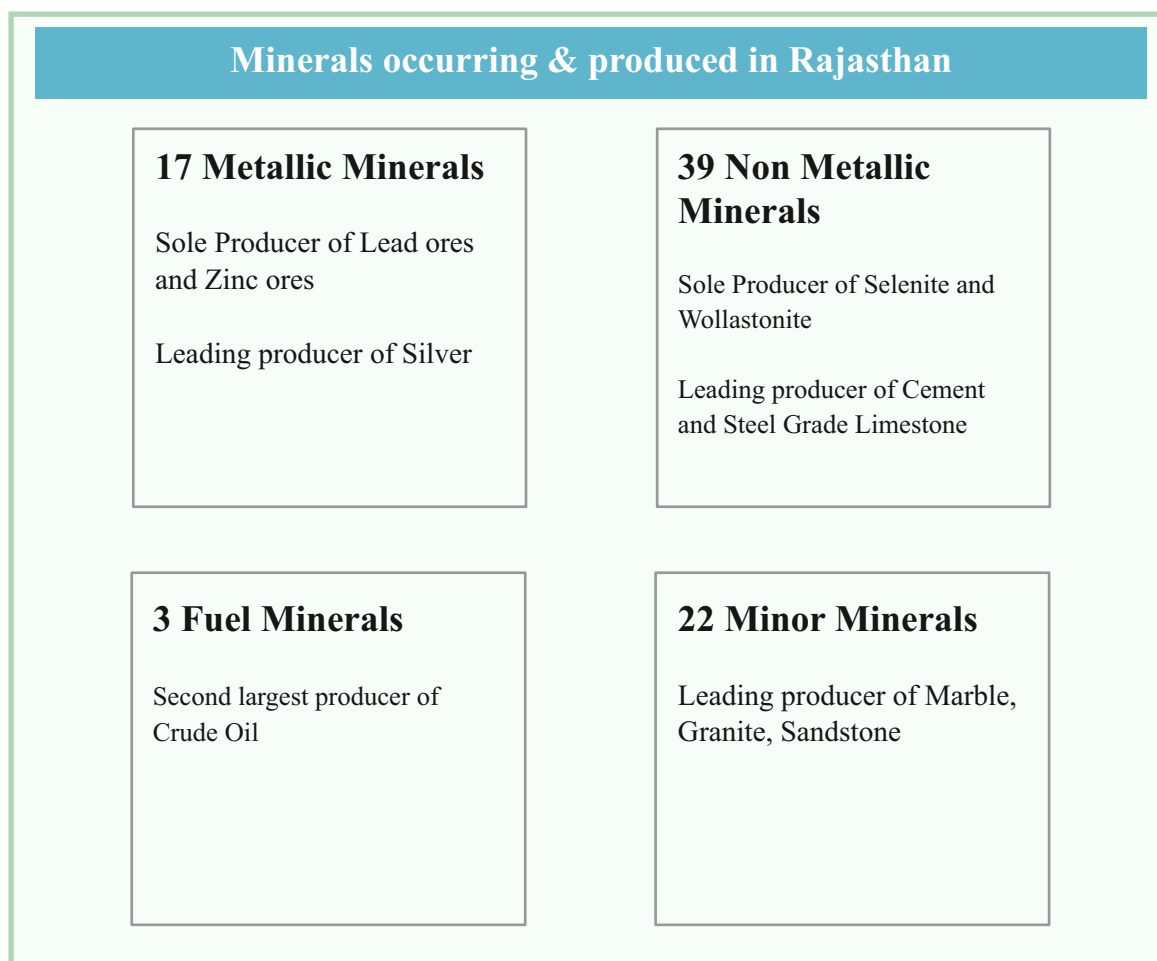 Minerals occurring & produced in Rajasthan
17 Metallic Minerals
Sole Producer of Lead ores
and Zinc ores
Leading producer of Silver
39 Non Metallic
Minerals
Sole Producer of Selenite and
Wollastonite
Leading producer of Cement
and Steel Grade Limestone
3 Fuel Minerals
Second largest producer of
Crude Oil
22 Minor Minerals
Leading producer of Marble,
Granite, Sandstone